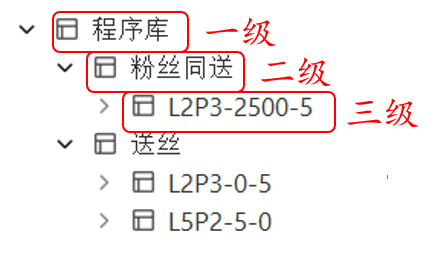 程序库 一级
粉丝同送 二级
L2P3-2500-5 三级
送丝
L2P3-0-5
L5P2-5-0